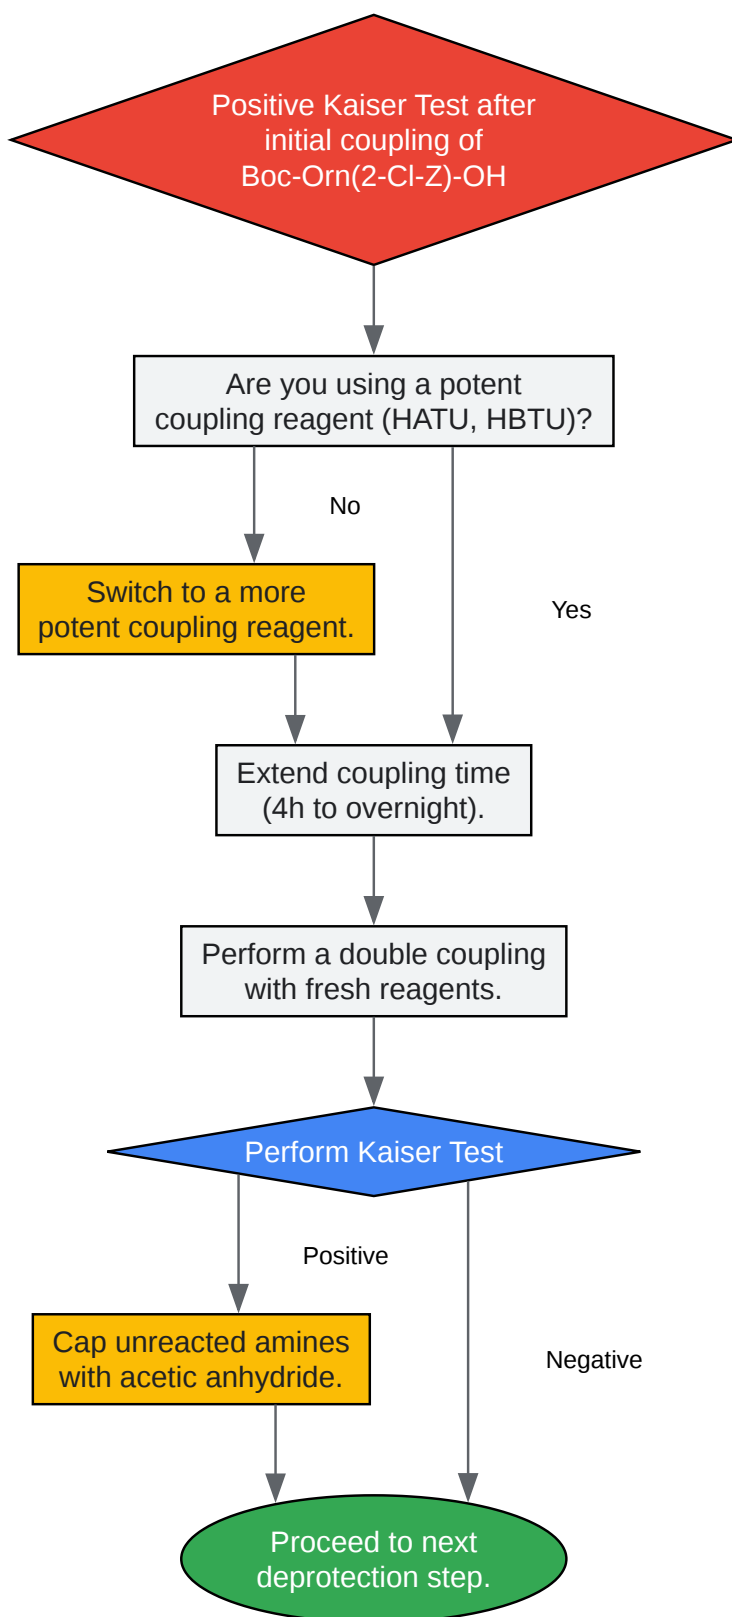 Positive Kaiser Test after
initial coupling of
Boc-Orn(2-Cl-Z)-OH
Are you using a potent
coupling reagent (HATU, HBTU)?
No
Switch to a more
potent coupling reagent.
Yes
Extend coupling time
(4h to overnight).
Perform a double coupling
with fresh reagents.
Perform Kaiser Test
Positive
Cap unreacted amines
with acetic anhydride.
Negative
Proceed to next
deprotection step.